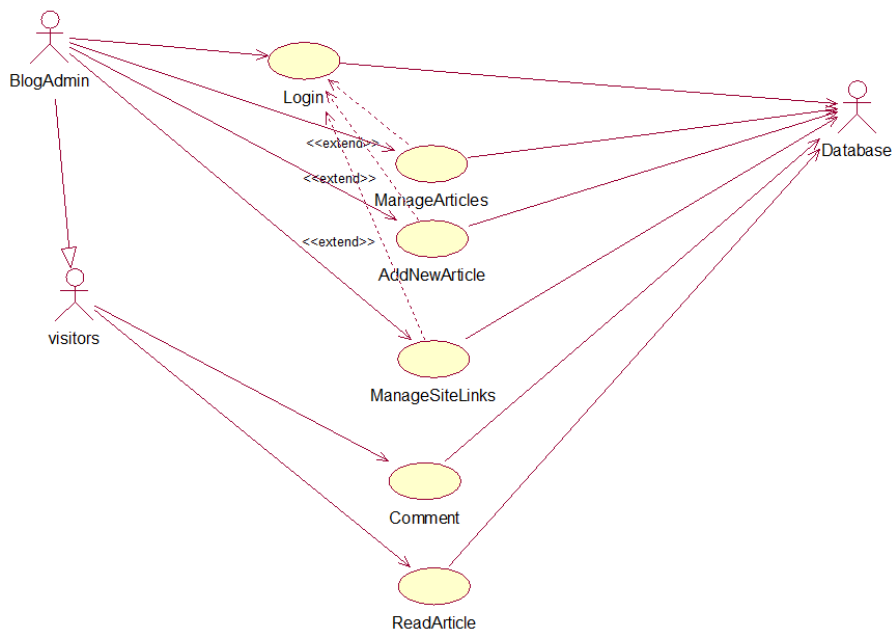 BlogAdmin
Login
Database
<<extend>>
ManageArticles
<<extend>>
AddNewArticle
<<extend>>
visitors
ManageSiteLinks
Comment
ReadArticle